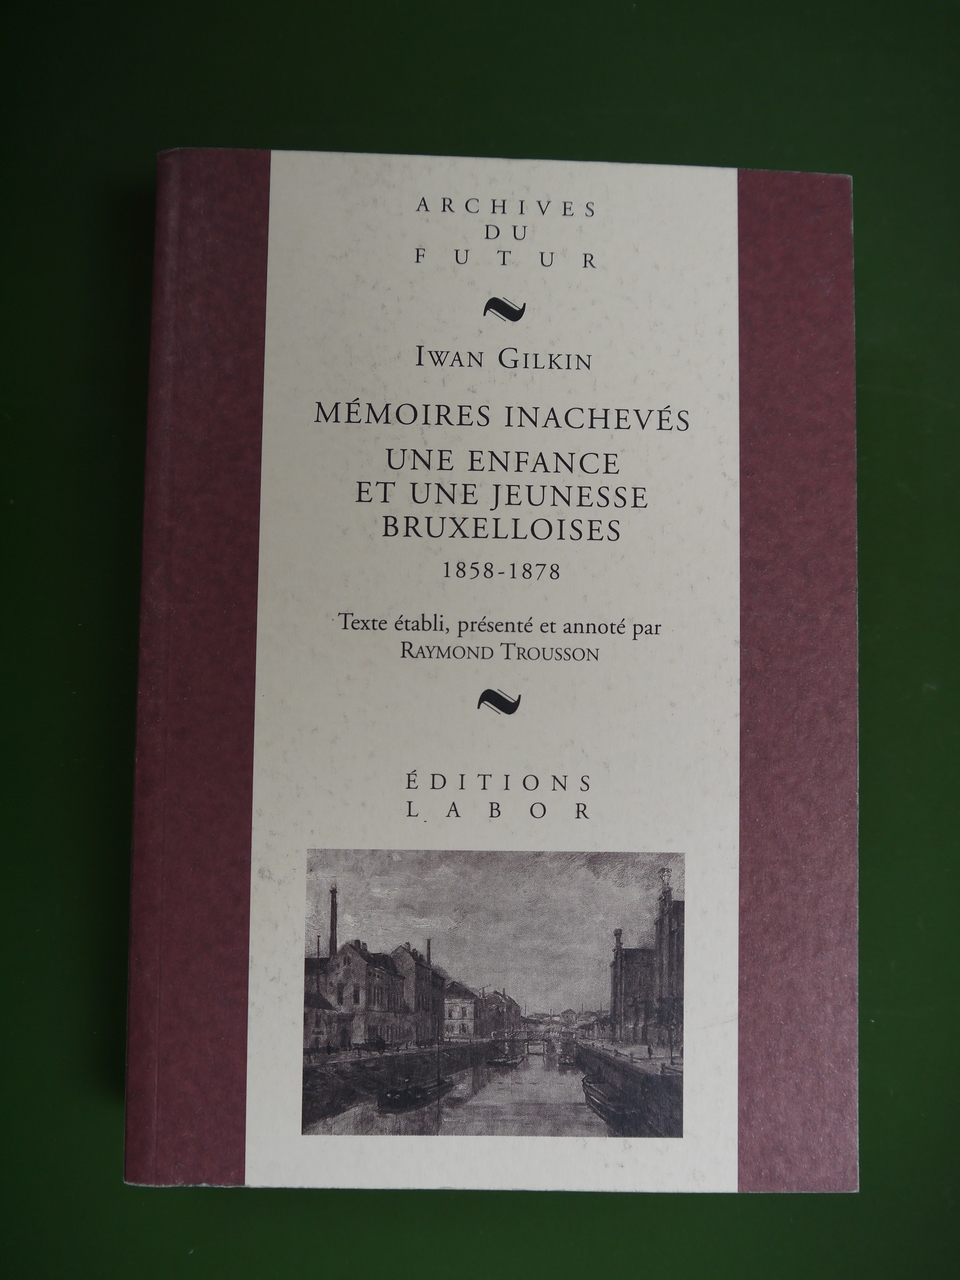 ARCHIVES
DU
FUTUR
IWAN GILKIN
MÉMOIRES INACHEVÉS
UNE ENFANCE
ET UNE JEUNESSE
BRUXELLOISES
1858-1878
Texte établi, présenté et annoté par
RAYMOND TROUSSON
ÉDITIONS
LABOR